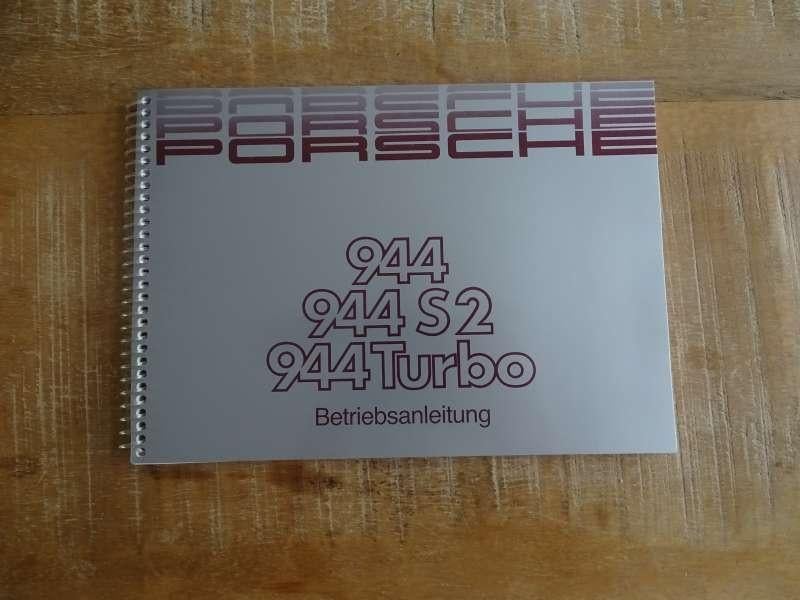 PORSCHE
PORSCHE
PORSCHE
944
944 S2
944 Turbo
Betriebsanleitung